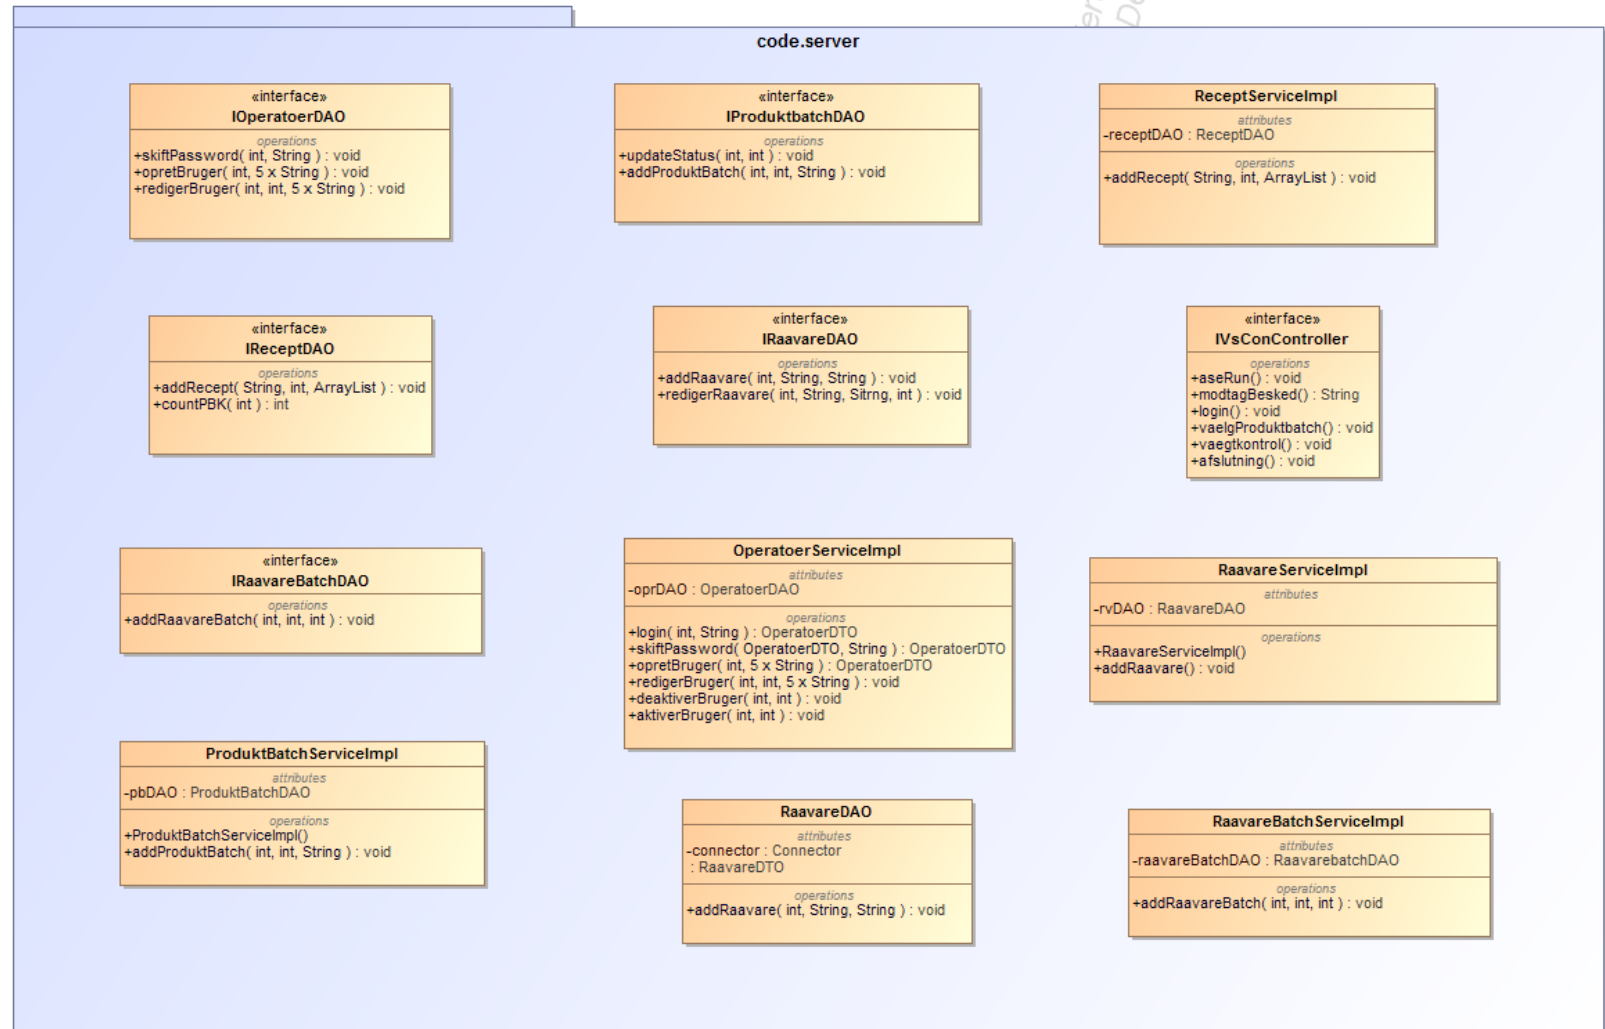 code.server
«interface»
IOperatoerDAO
operations
+skiftPassword( int, String ) : void
+opretBruger( int, 5 x String ) : void
+redigerBruger( int, int, 5 x String ) : void
«interface»
IProduktbatchDAO
operations
+updateStatus( int, int ) : void
+addProduktBatch( int, int, String ) : void
ReceptServiceImpl
attributes
-receptDAO : ReceptDAO
operations
+addRecept( String, int, ArrayList ) : void
«interface»
IReceptDAO
operations
+addRecept( String, int, ArrayList ) : void
+countPBK( int ) : int
«interface»
IRaavareDAO
operations
+addRaavare( int, String, String ) : void
+redigerRaavare( int, String, Sitrng, int ) : void
«interface»
IVsConController
operations
+aseRun() : void
+modtagBesked() : String
+login() : void
+vaelgProduktbatch() : void
+vaegtkontrol() : void
+afslutning() : void
«interface»
IRaavareBatchDAO
operations
+addRaavareBatch( int, int, int ) : void
OperatoerServiceImpl
attributes
-oprDAO : OperatoerDAO
operations
+login( int, String ) : OperatoerDTO
+skiftPassword( OperatoerDTO, String ) : OperatoerDTO
+opretBruger( int, 5 x String ) : OperatoerDTO
+redigerBruger( int, int, 5 x String ) : void
+deaktiverBruger( int, int ) : void
+aktiverBruger( int, int ) : void
RaavareServiceImpl
attributes
-rvDAO : RaavareDAO
operations
+RaavareServiceImpl()
+addRaavare() : void
ProduktBatchServiceImpl
attributes
-pbDAO : ProduktBatchDAO
operations
+ProduktBatchServiceImpl()
+addProduktBatch( int, int, String ) : void
RaavareDAO
attributes
-connector : Connector
: RaavareDTO
operations
+addRaavare( int, String, String ) : void
RaavareBatchServiceImpl
attributes
-raavareBatchDAO : RaavarebatchDAO
operations
+addRaavareBatch( int, int, int ) : void